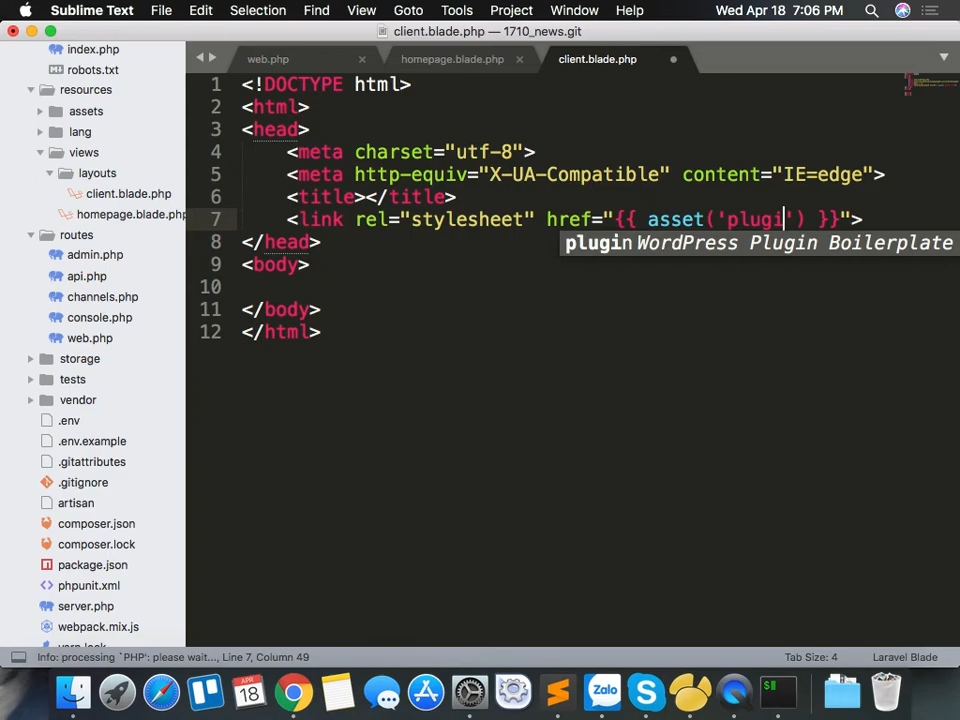 Sublime Text File Edit Selection Find Goto Tools Project Window Help Wed Apr 18 7:06 PM
client.blade.php — 1710_news.git
web.php × homepage.blade.php × client.blade.php
index.php
robots.txt
resources
assets
lang
views
layouts
client.blade.php
homepage.blade.php
routes
admin.php
api.php
channels.php
console.php
web.php
storage
tests
vendor
.env
.env.example
.gitattributes
.gitignore
artisan
composer.json
composer.lock
package.json
phpunit.xml
server.php
webpack.mix.js
1 <!DOCTYPE html>
2 <html>
3 <head>
4 <meta charset="utf-8">
5 <meta http-equiv="X-UA-Compatible" content="IE=edge">
6 <title></title>
7 <link rel="stylesheet" href="{{ asset('plugi') }}">
plugin WordPress Plugin Boilerplate
8 </head>
9 <body>
10
11 </body>
12 </html>
Info: processing `PHP': please wait..., Line 7, Column 49 Tab Size: 4 Laravel Blade
APR
18
Zalo
$